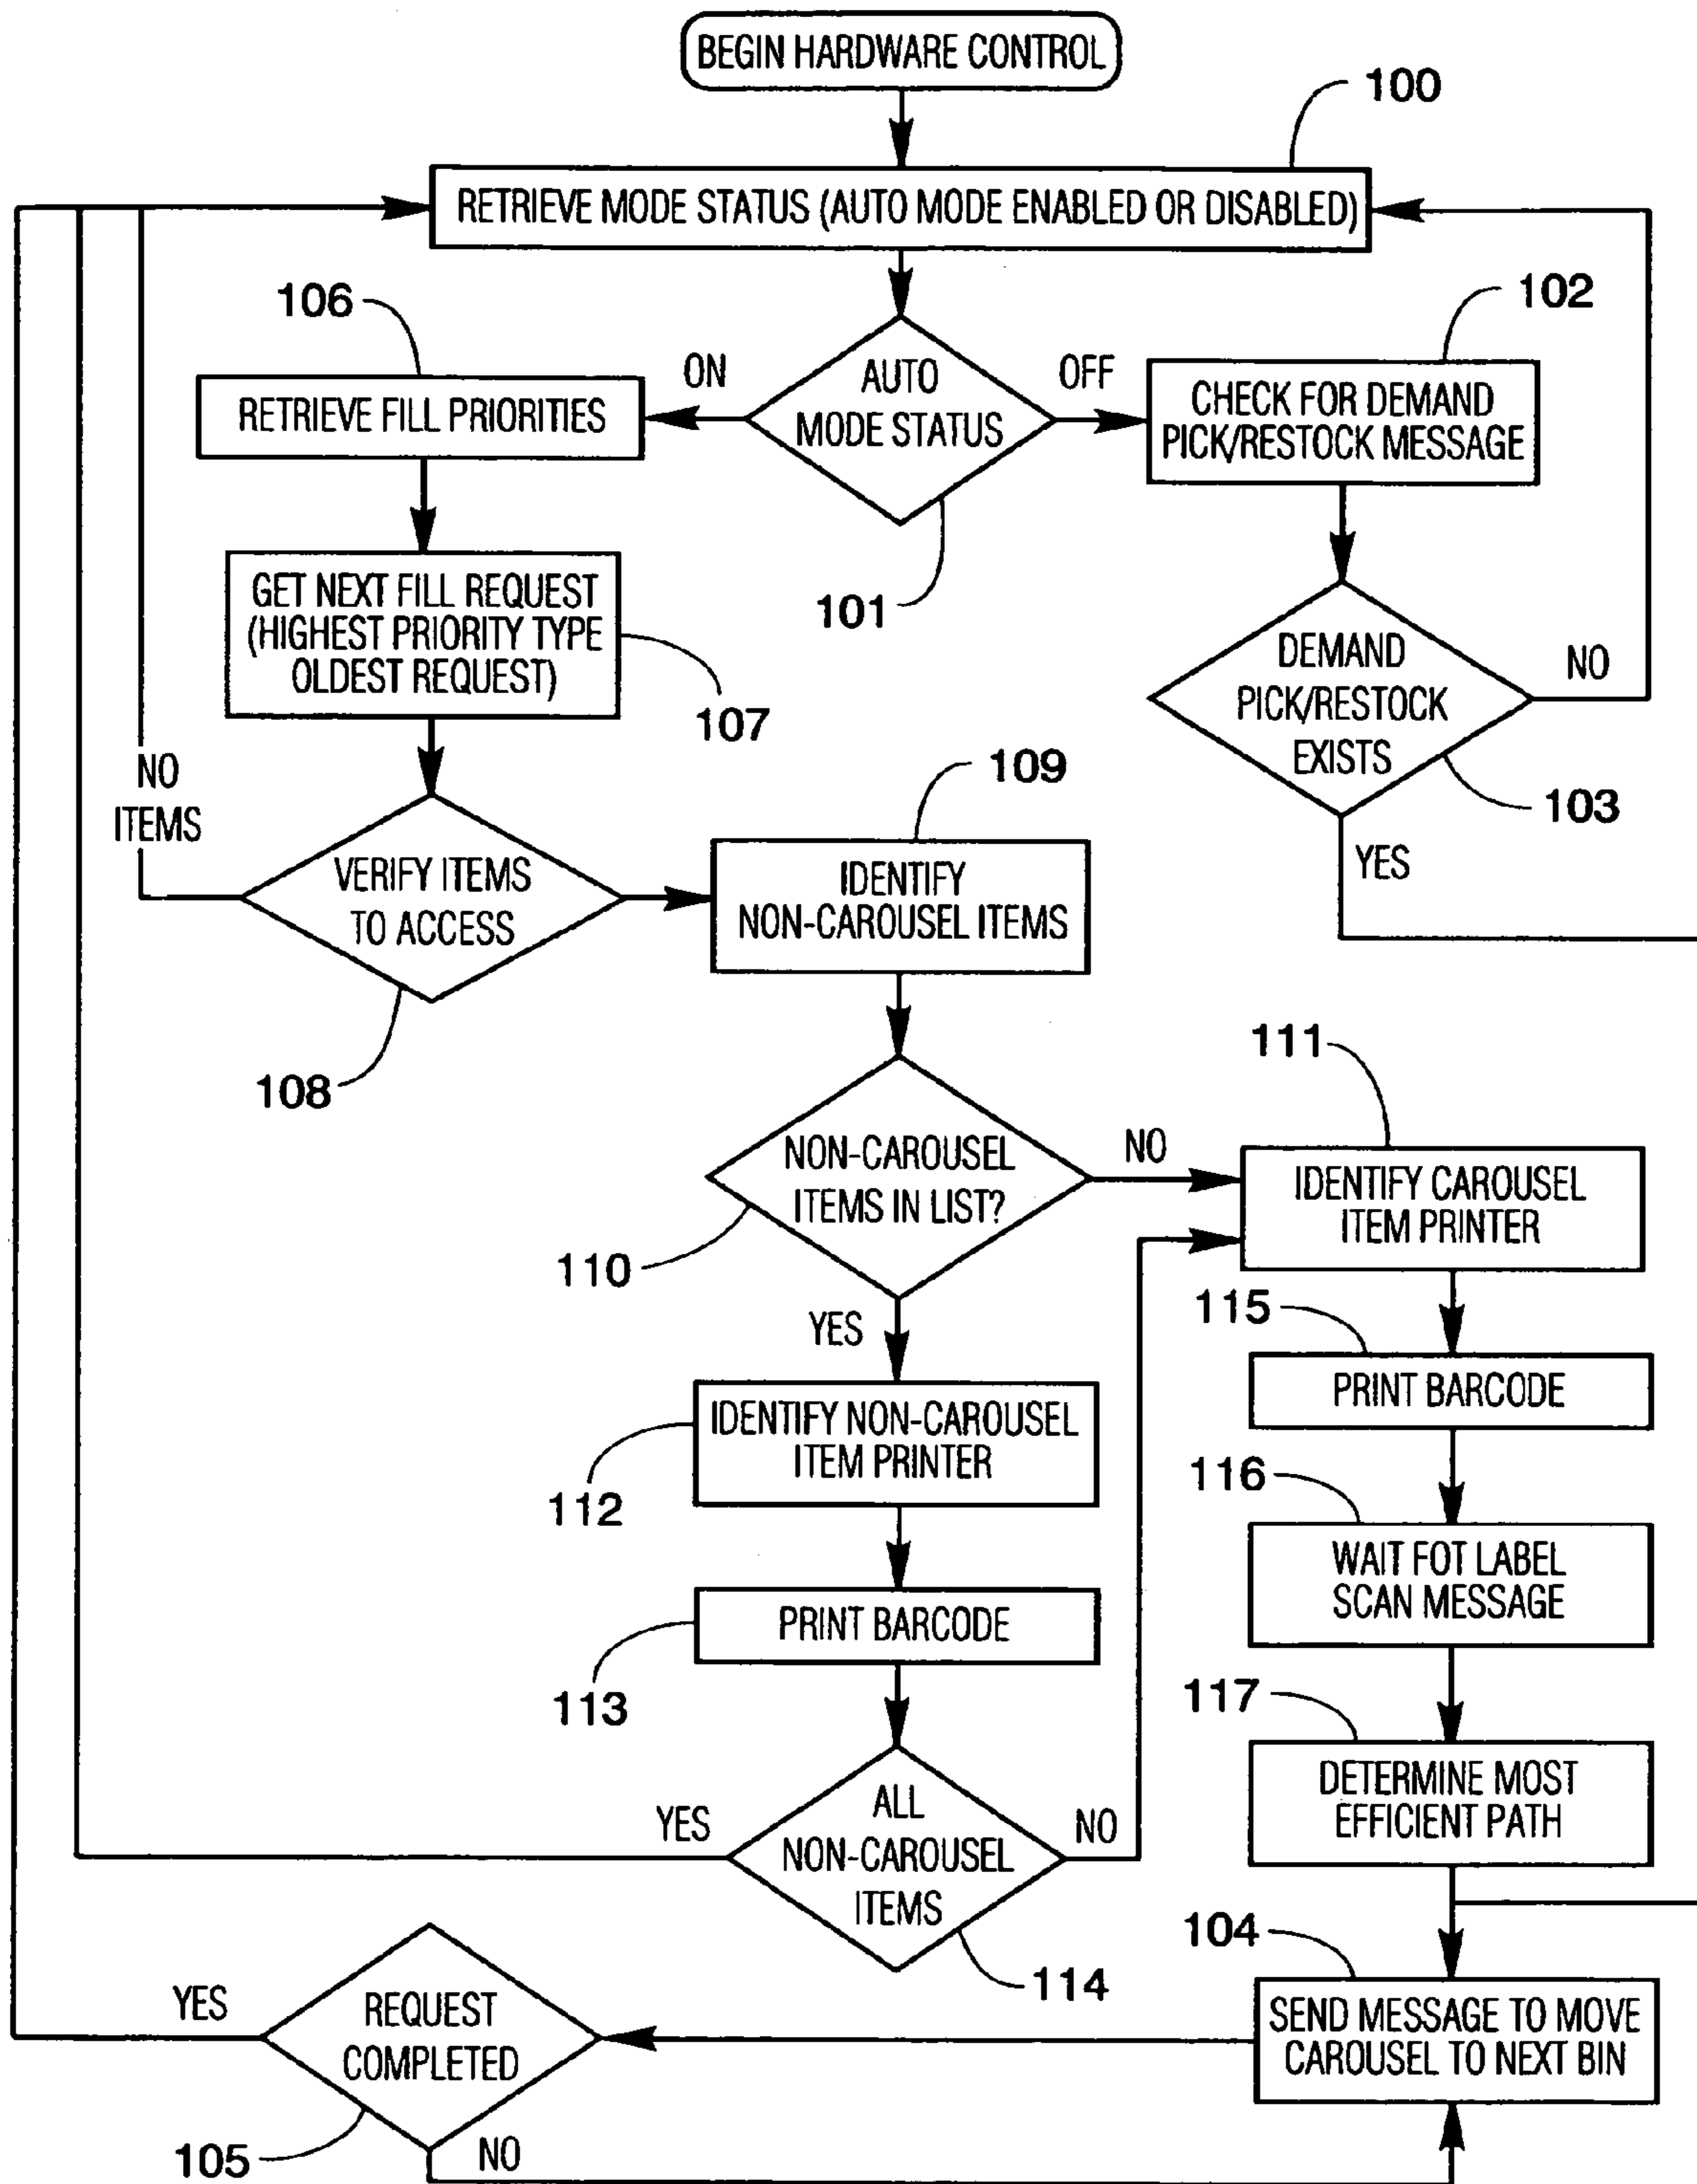 BEGIN HARDWARE CONTROL
100
RETRIEVE MODE STATUS (AUTO MODE ENABLED OR DISABLED)
106
102
ON
AUTO
MODE STATUS
OFF
RETRIEVE FILL PRIORITIES
CHECK FOR DEMAND
PICK/RESTOCK MESSAGE
101
GET NEXT FILL REQUEST
(HIGHEST PRIORITY TYPE
OLDEST REQUEST)
107
DEMAND
PICK/RESTOCK
EXISTS
NO
103
YES
NO
ITEMS
109
VERIFY ITEMS
TO ACCESS
108
IDENTIFY
NON-CAROUSEL ITEMS
111
NON-CAROUSEL
ITEMS IN LIST?
NO
110
YES
IDENTIFY CAROUSEL
ITEM PRINTER
115
PRINT BARCODE
IDENTIFY NON-CAROUSEL
ITEM PRINTER
112
116
WAIT FOT LABEL
SCAN MESSAGE
PRINT BARCODE
113
117
DETERMINE MOST
EFFICIENT PATH
YES
ALL
NON-CAROUSEL
ITEMS
NO
114
104
SEND MESSAGE TO MOVE
CAROUSEL TO NEXT BIN
YES
REQUEST
COMPLETED
105
NO